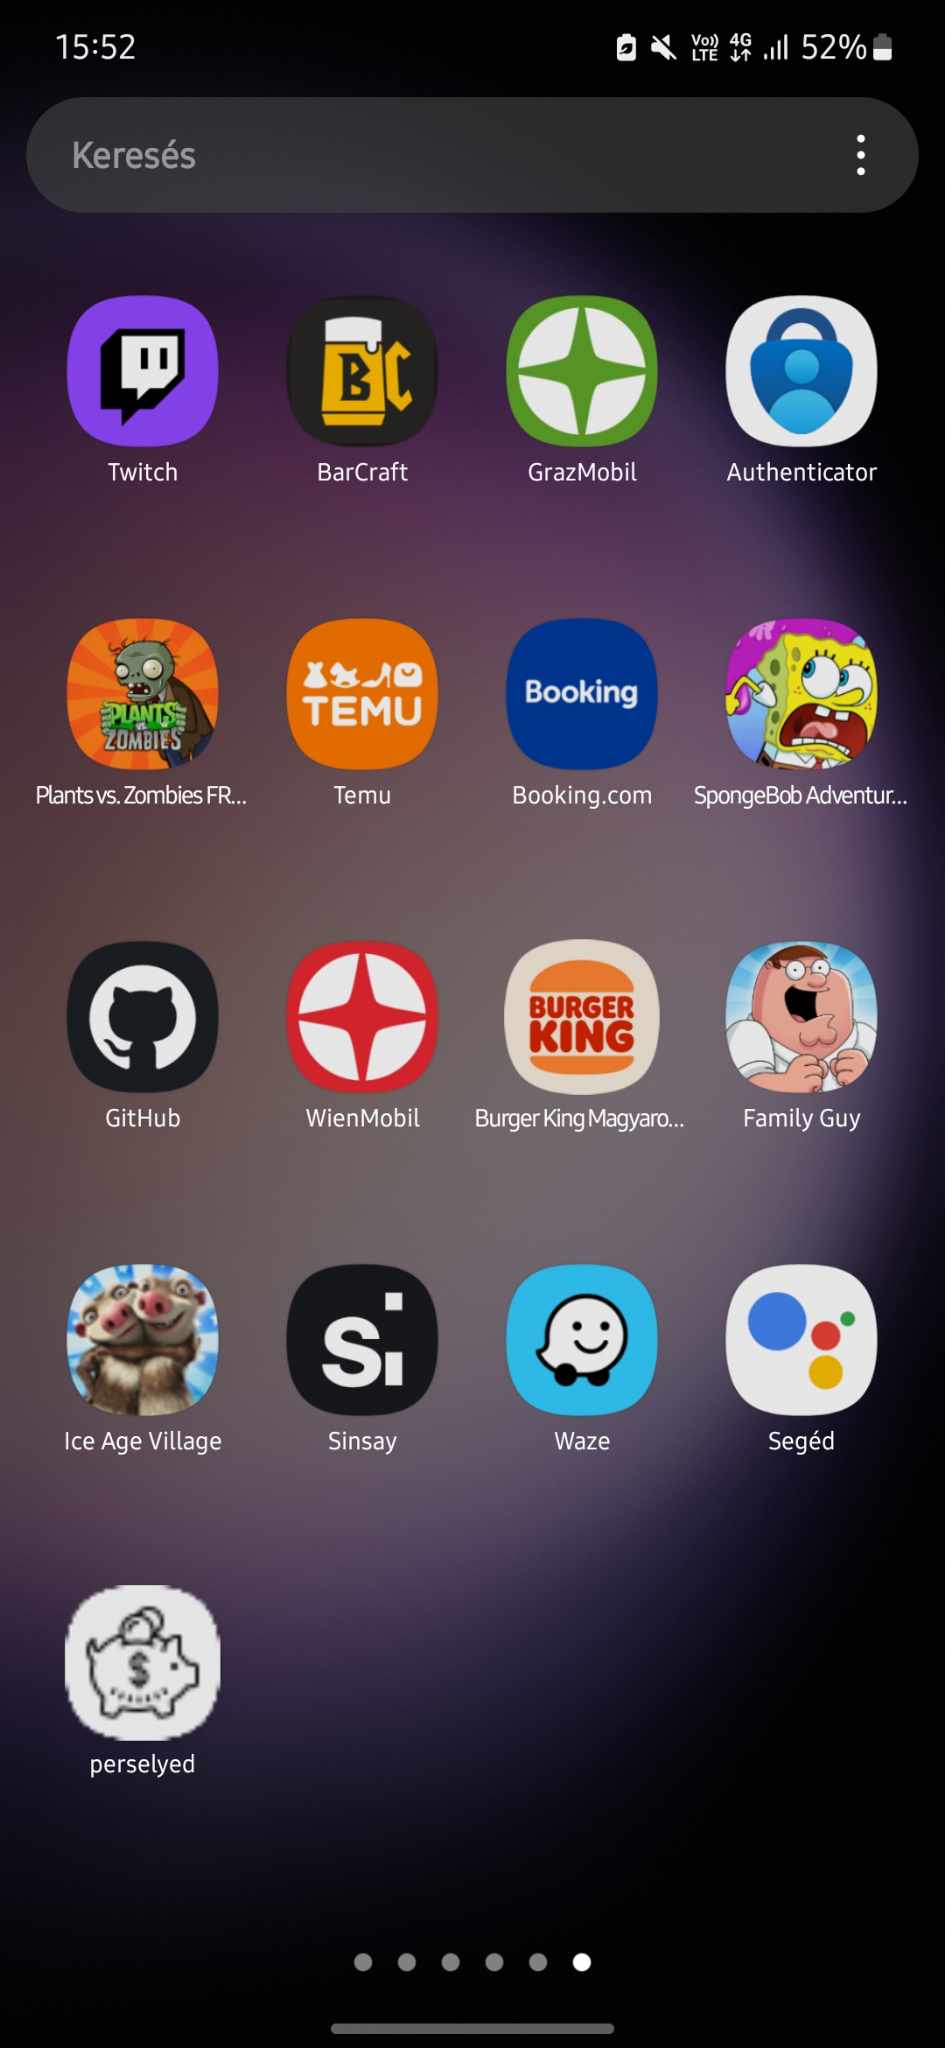 15:52
Vo)) LTE 4G 52%
Keresés
BC
Twitch BarCraft GrazMobil Authenticator
PLANTS VS. ZOMBIES
TEMU
Booking
Plants vs. Zombies FR... Temu Booking.com SpongeBob Adventur...
BURGER
KING
GitHub WienMobil Burger King Magyaro... Family Guy
s
Ice Age Village Sinsay Waze Segéd
$
perselyed